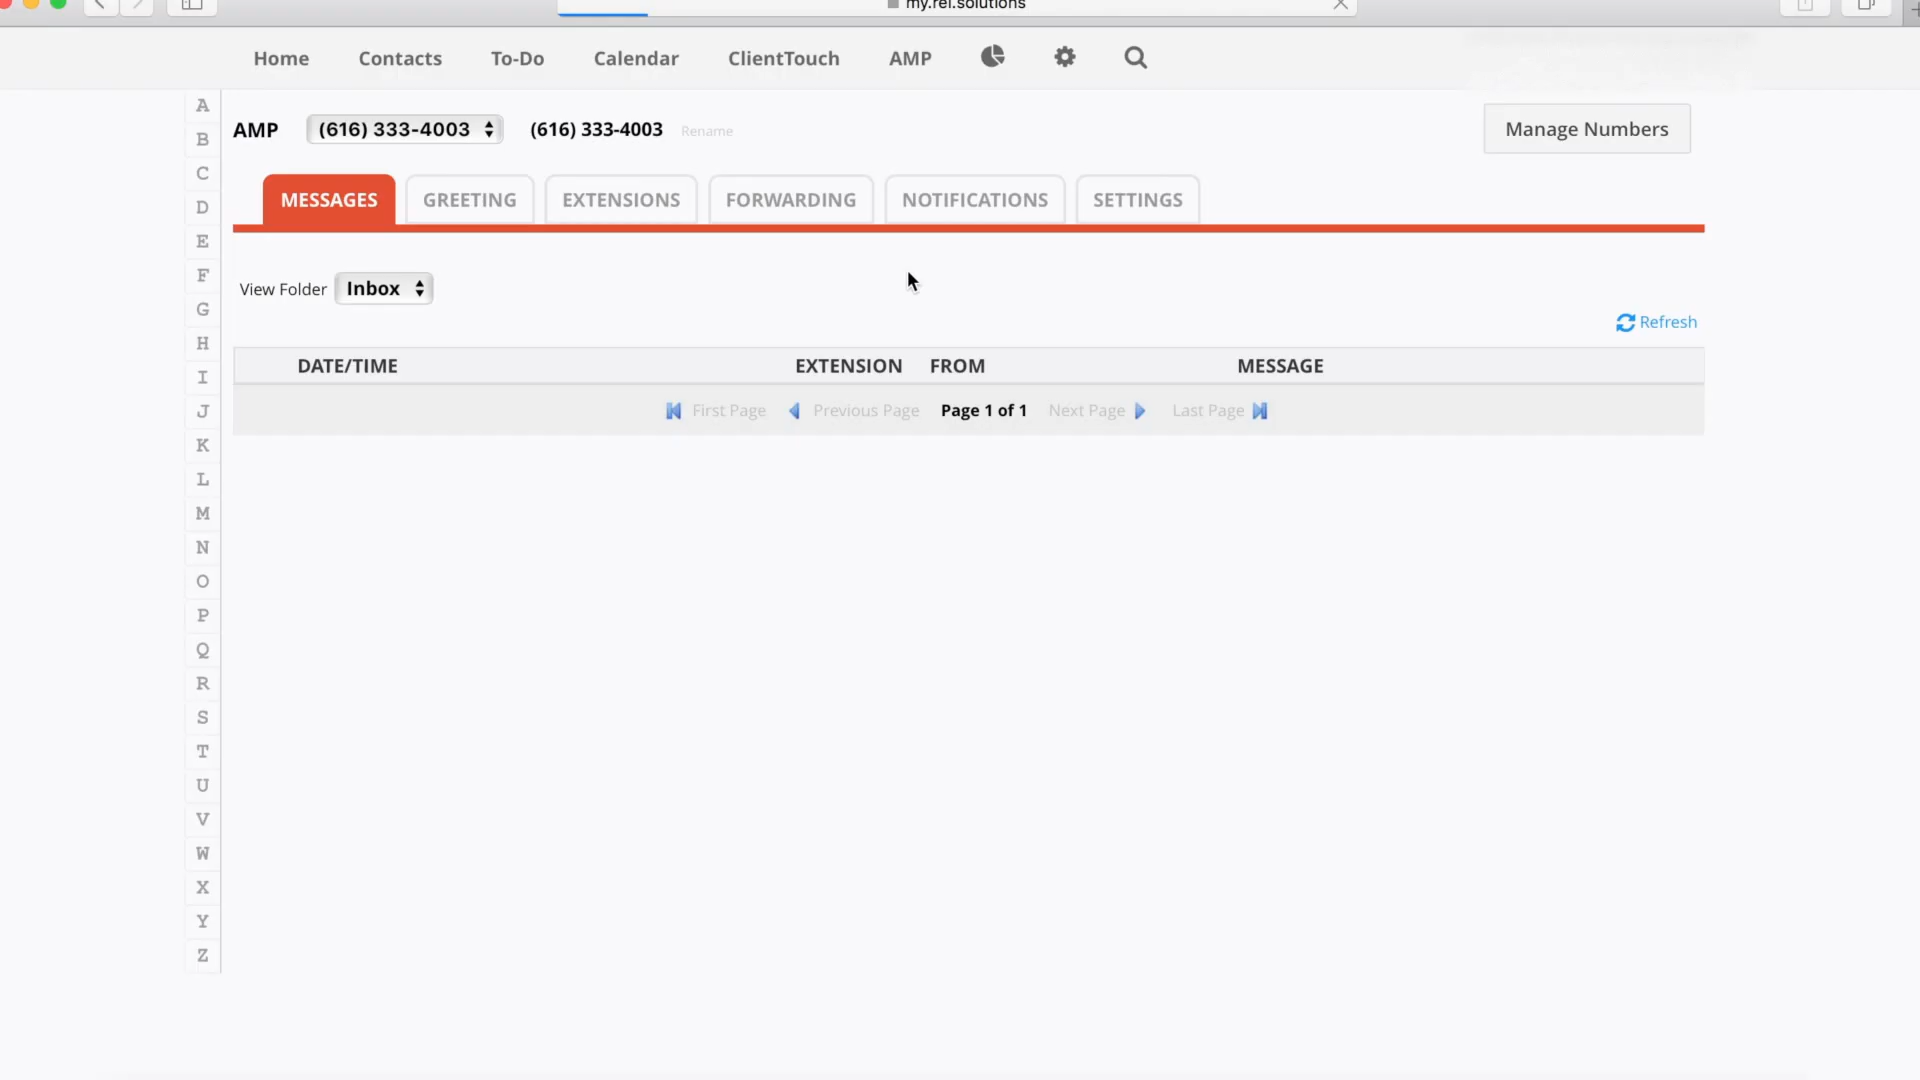 my.rei.solutions
Home Contacts To-Do Calendar ClientTouch AMP
AMP (616) 333-4003 (616) 333-4003 Rename Manage Numbers
MESSAGES GREETING EXTENSIONS FORWARDING NOTIFICATIONS SETTINGS
View Folder Inbox
Refresh
DATE/TIME EXTENSION FROM MESSAGE
First Page Previous Page Page 1 of 1 Next Page Last Page
A
B
C
D
E
F
G
H
I
J
K
L
M
N
O
P
Q
R
S
T
U
V
W
X
Y
Z